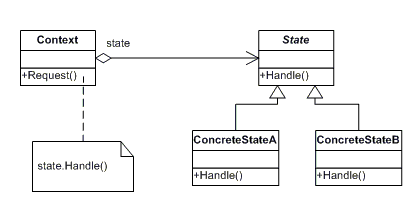 Context
state
State
+Request()
+Handle()
state.Handle()
ConcreteStateA
ConcreteStateB
+Handle()
+Handle()